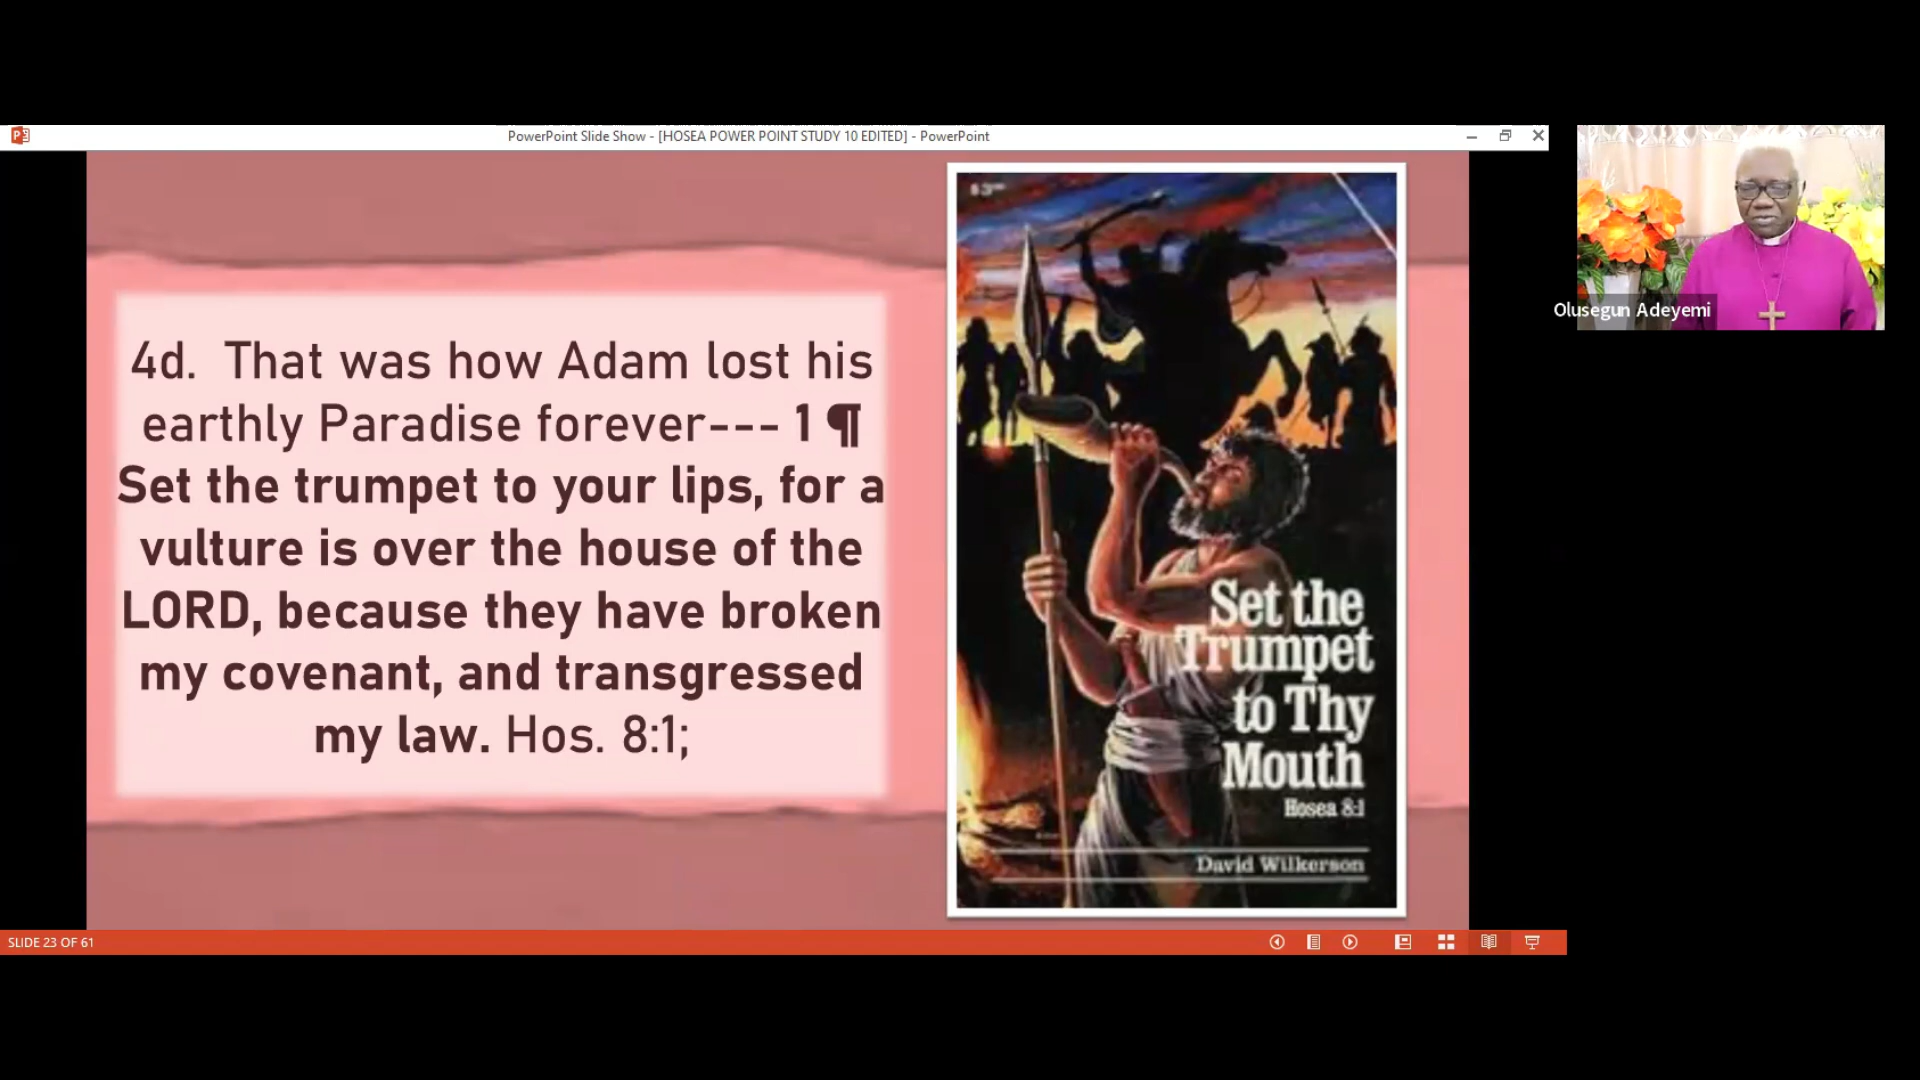 PowerPoint Slide Show - [HOSEA POWER POINT STUDY 10 EDITED] - PowerPoint
4d. That was how Adam lost his
earthly Paradise forever--- 1 ¶
Set the trumpet to your lips, for a
vulture is over the house of the
LORD, because they have broken
my covenant, and transgressed
my law. Hos. 8:1;
Set the
Trumpet
to Thy
Mouth
Hosea 8:1
David Wilkerson
Olusegun Adeyemi
SLIDE 23 OF 61